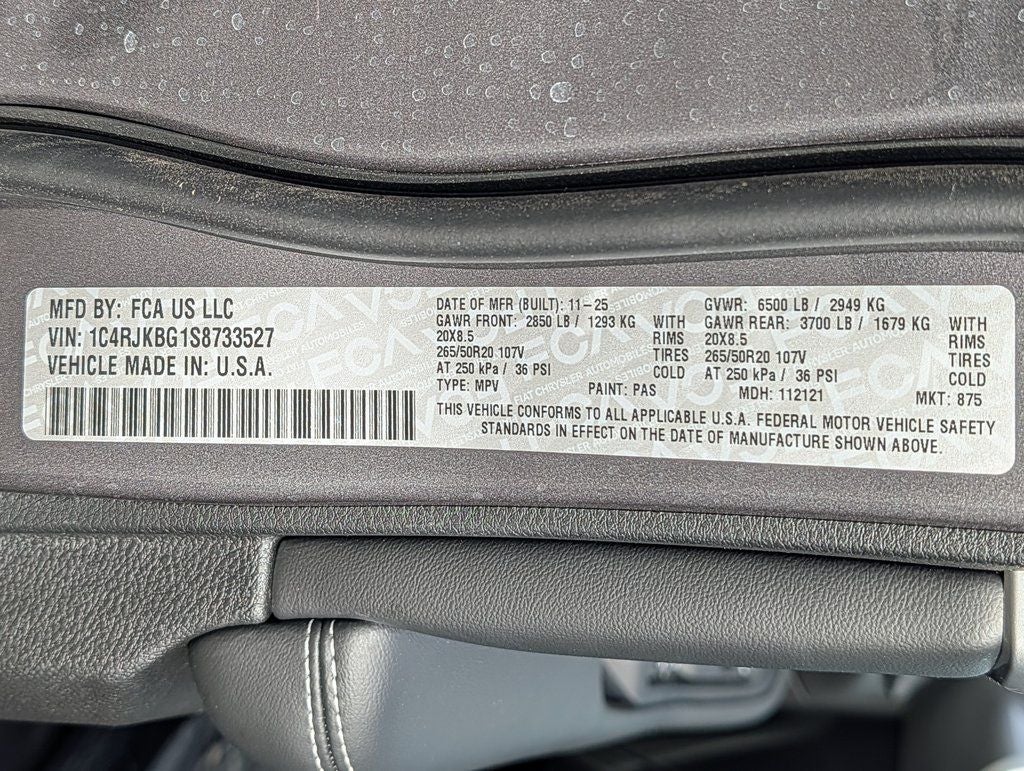 MFD BY: FCA US LLC
VIN: 1C4RJKBG1S8733527
VEHICLE MADE IN: U.S.A.
DATE OF MFR (BUILT): 11-25
GAWR FRONT: 2850 LB / 1293 KG WITH
20X8.5 RIMS
265/50R20 107V TIRES
AT 250 kPa / 36 PSI COLD
TYPE: MPV PAINT: PAS
GVWR: 6500 LB / 2949 KG
GAWR REAR: 3700 LB / 1679 KG WITH
20X8.5 RIMS
265/50R20 107V TIRES
AT 250 kPa / 36 PSI COLD
MDH: 112121 MKT: 875
THIS VEHICLE CONFORMS TO ALL APPLICABLE U.S.A. FEDERAL MOTOR VEHICLE SAFETY
STANDARDS IN EFFECT ON THE DATE OF MANUFACTURE SHOWN ABOVE.